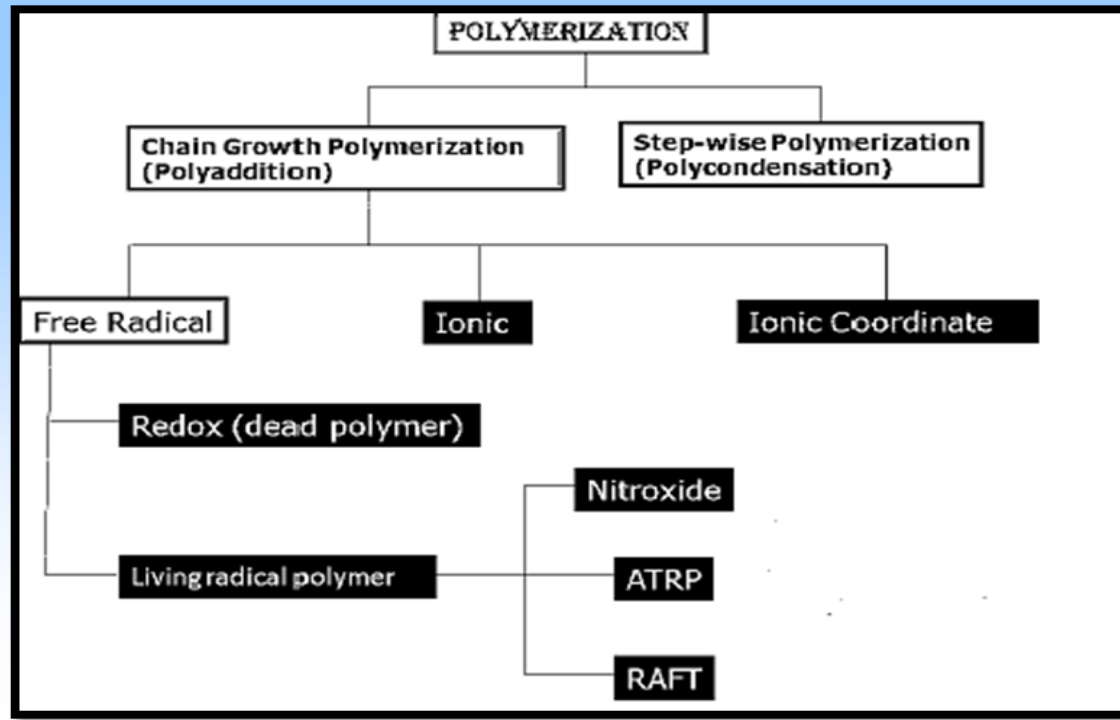 POLYMERIZATION
Chain Growth Polymerization
(Polyaddition)
Step-wise Polymerization
(Polycondensation)
Free Radical
Ionic
Ionic Coordinate
Redox (dead polymer)
Nitroxide
Living radical polymer
ATRP
RAFT